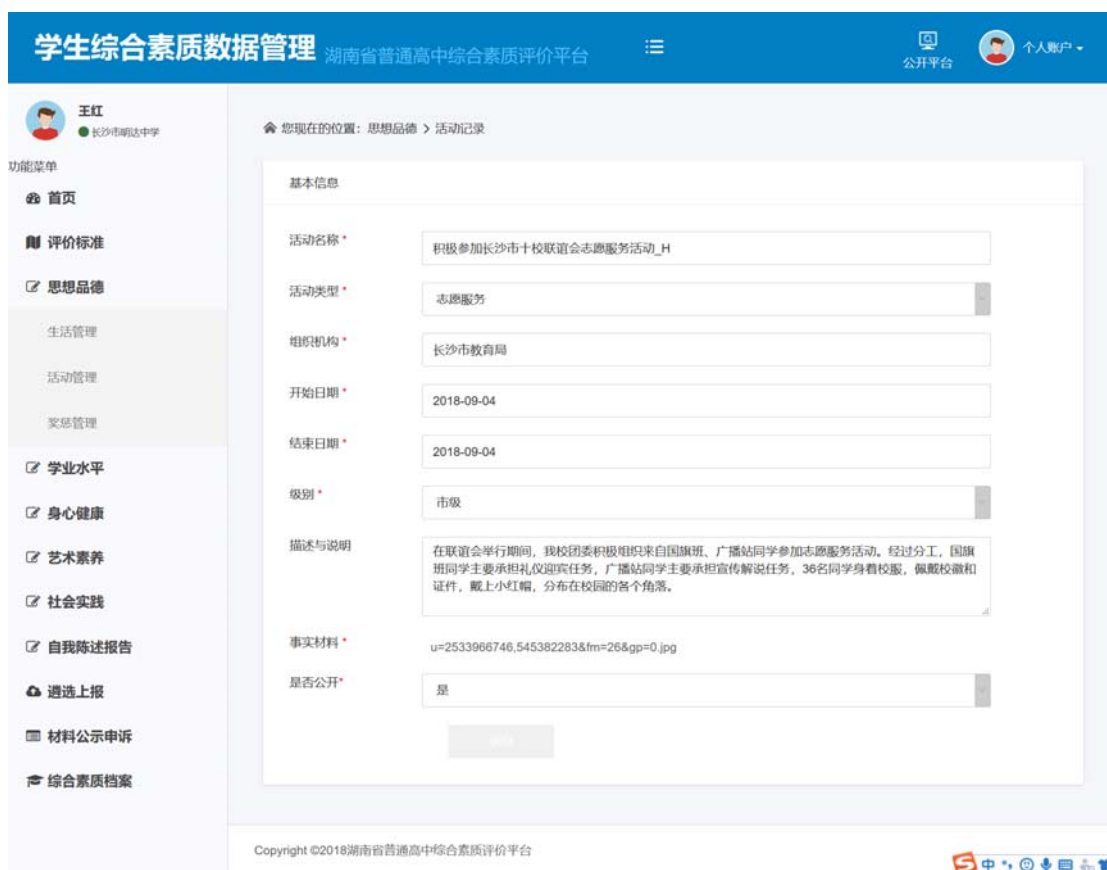 学生综合素质数据管理 湖南省普通高中综合素质评价平台
公开平台
个人账户
王红
长沙市明达中学
功能菜单
首页
评价标准
思想品德
生活管理
活动管理
奖惩管理
学业水平
身心健康
艺术素养
社会实践
自我陈述报告
遴选上报
材料公示申诉
综合素质档案
您现在的位置：思想品德 > 活动记录
基本信息
活动名称 *
积极参加长沙市十校联谊会志愿服务活动_H
活动类型 *
志愿服务
组织机构 *
长沙市教育局
开始日期 *
2018-09-04
结束日期 *
2018-09-04
级别 *
市级
描述与说明
在联谊会举行期间，我校团委积极组织来自国旗班、广播站同学参加志愿服务活动。经过分工，国旗
班同学主要承担礼仪迎宾任务，广播站同学主要承担宣传解说任务，36名同学身着校服，佩戴校徽和
证件，戴上小红帽，分布在校园的各个角落。
事实材料 *
u=2533966746,545382283&fm=26&gp=0.jpg
是否公开*
是
Copyright ©2018湖南省普通高中综合素质评价平台
中